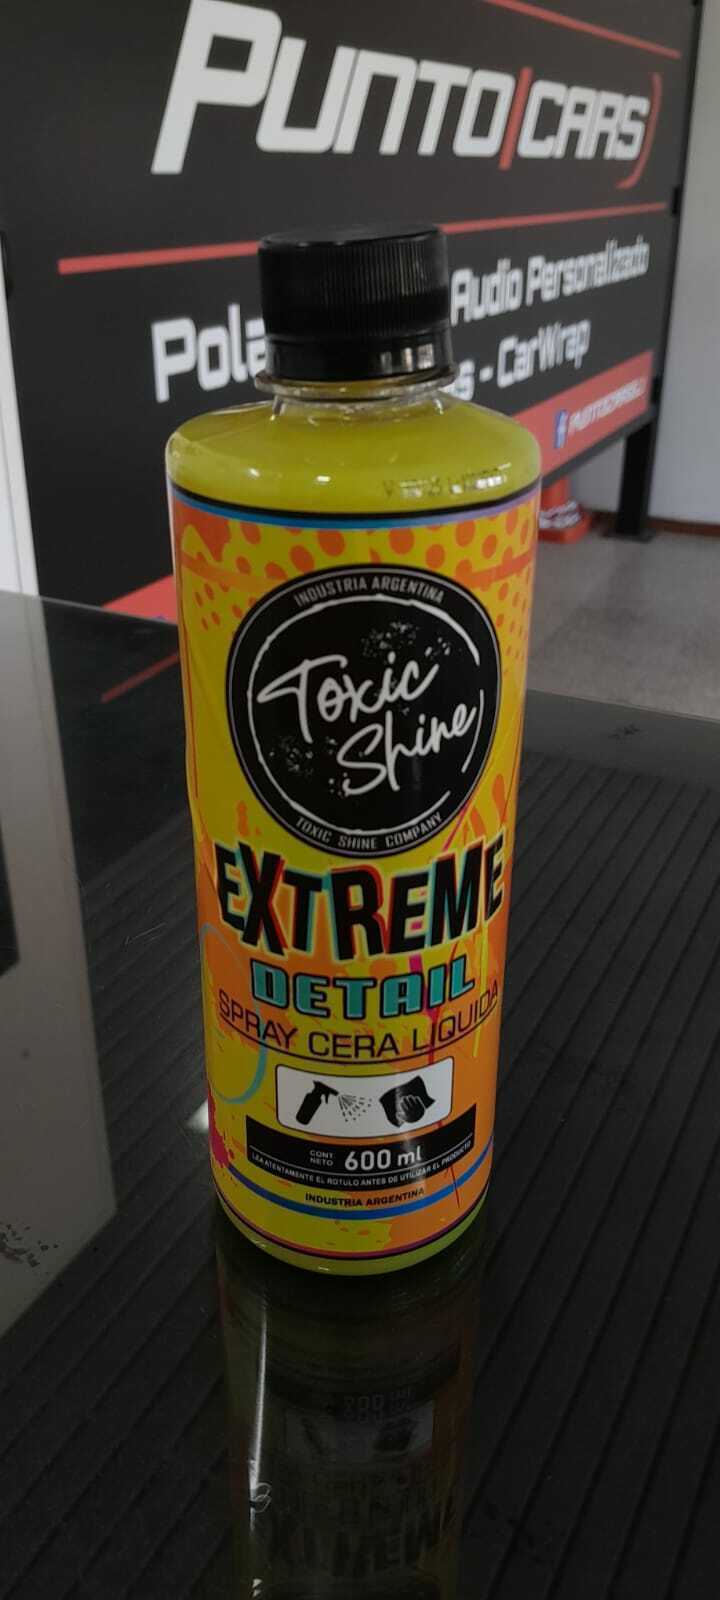 PUNTO|CARS)
Audio Personalizado
Pola
s - CarWrap
INDUSTRIA ARGENTINA
Toxic
Shine
TOXIC SHINE COMPANY
EXTREME
DETAIL
SPRAY CERA LIQUIDA
CONT.
NETO 600 ml
LEA ATENTAMENTE EL ROTULO ANTES DE UTILIZAR EL PRODUCTO
INDUSTRIA ARGENTINA